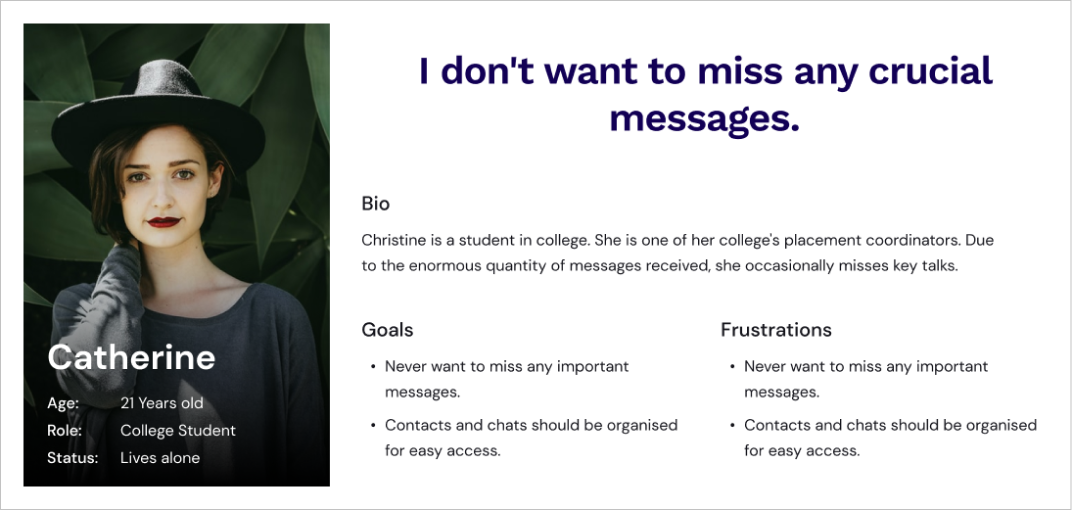 I don't want to miss any crucial
messages.
Bio
Christine is a student in college. She is one of her college's placement coordinators. Due
to the enormous quantity of messages received, she occasionally misses key talks.
Catherine
Age: 21 Years old
Role: College Student
Status: Lives alone
Goals
• Never want to miss any important
messages.
• Contacts and chats should be organised
for easy access.
Frustrations
• Never want to miss any important
messages.
• Contacts and chats should be organised
for easy access.